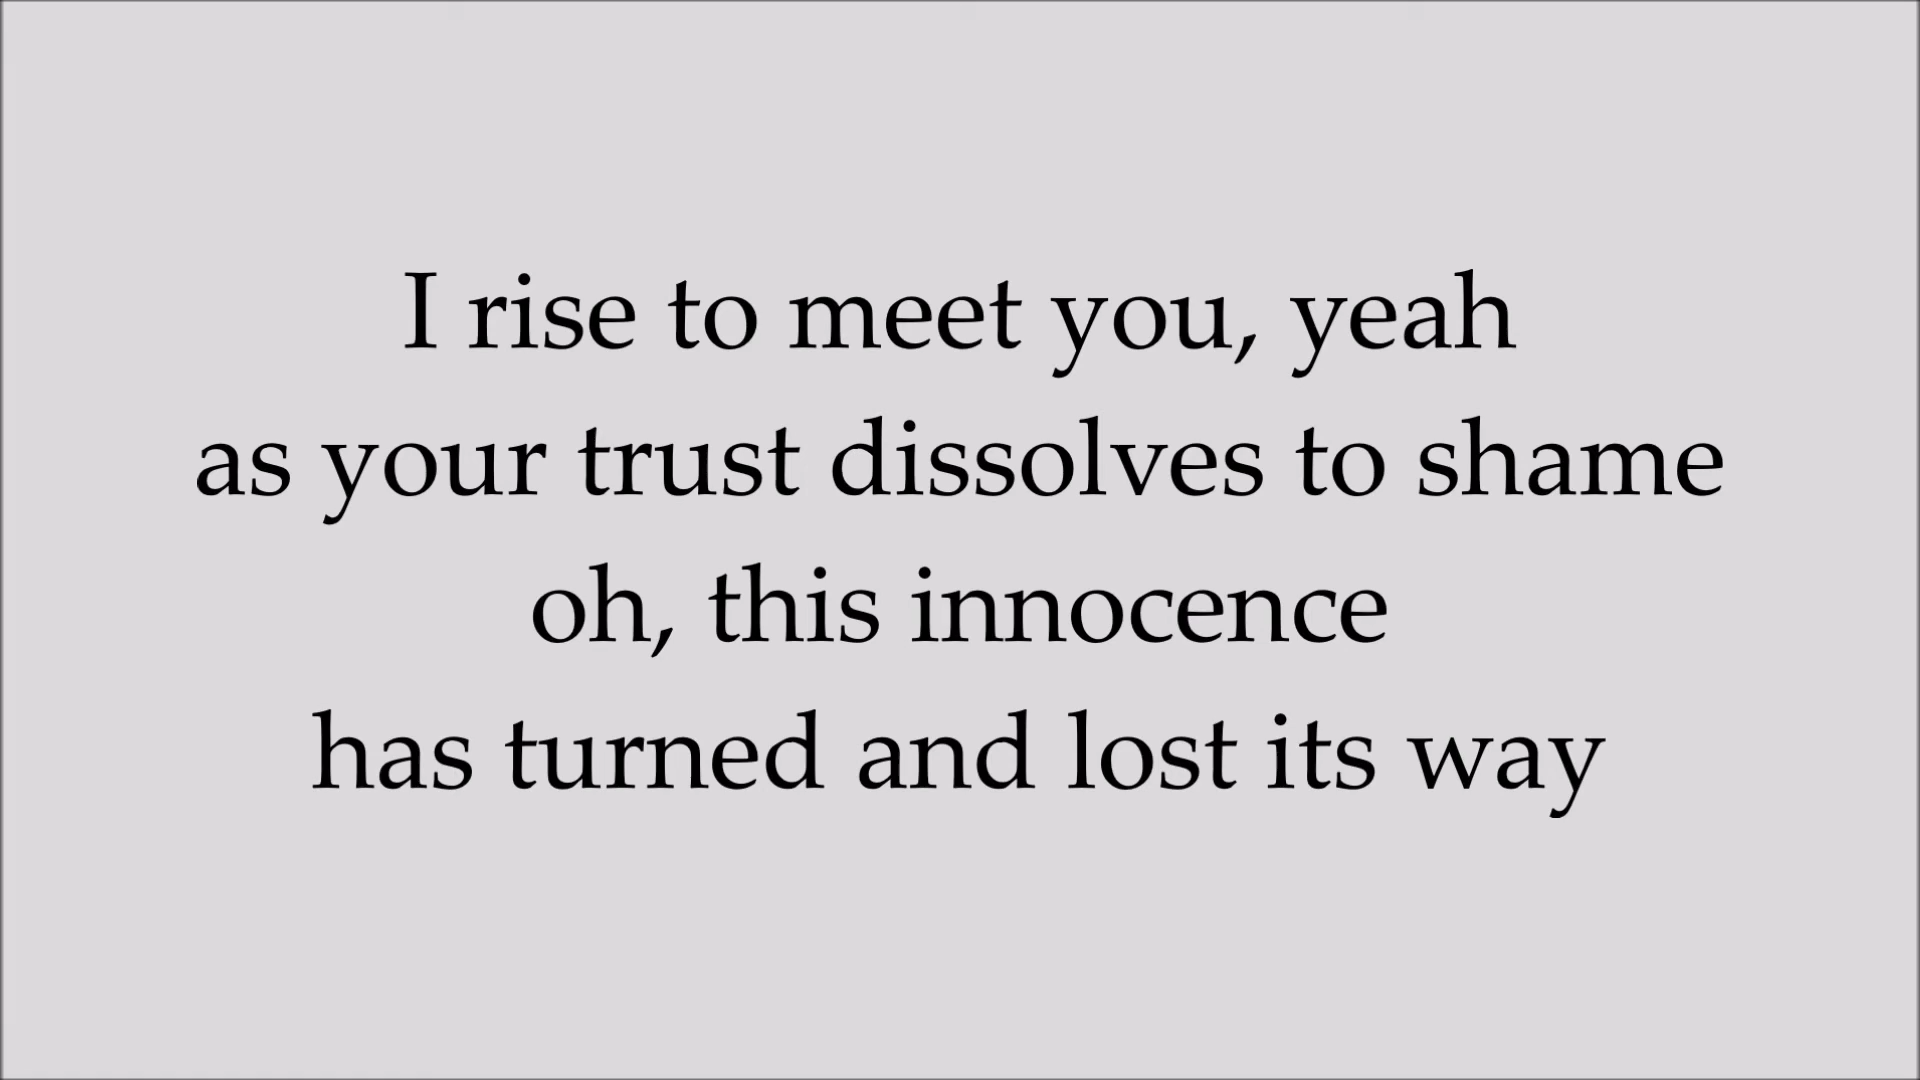 I rise to meet you, yeah
as your trust dissolves to shame
oh, this innocence
has turned and lost its way